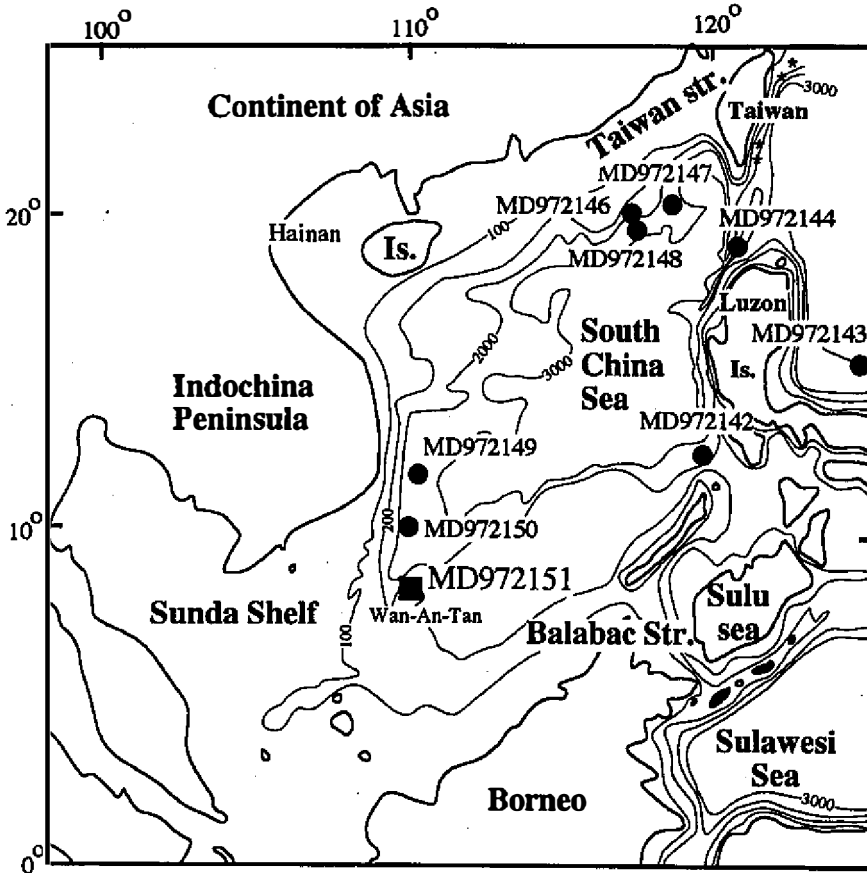 100°
110°
120°
Continent of Asia
Taiwan str.
Taiwan
3000
MD972147
MD972146
MD972144
20°
Hainan
Is.
100
MD972148
Luzon
MD972143
2000
South
China
Sea
3000
Is.
Indochina
Peninsula
MD972142
MD972149
10°
200
MD972150
MD972151
Sunda Shelf
Wan-An-Tan
100
Balabac Str.
Sulu
sea
Sulawesi
Sea
Borneo
3000
0°